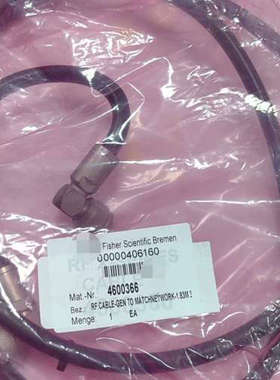 Fisher Scientific Bremen
00000406160
Mat.-Nr. 4600366
Bez. RF CABLE-GEN TO MATCHNETWORK-1,83M
Menge 1 EA